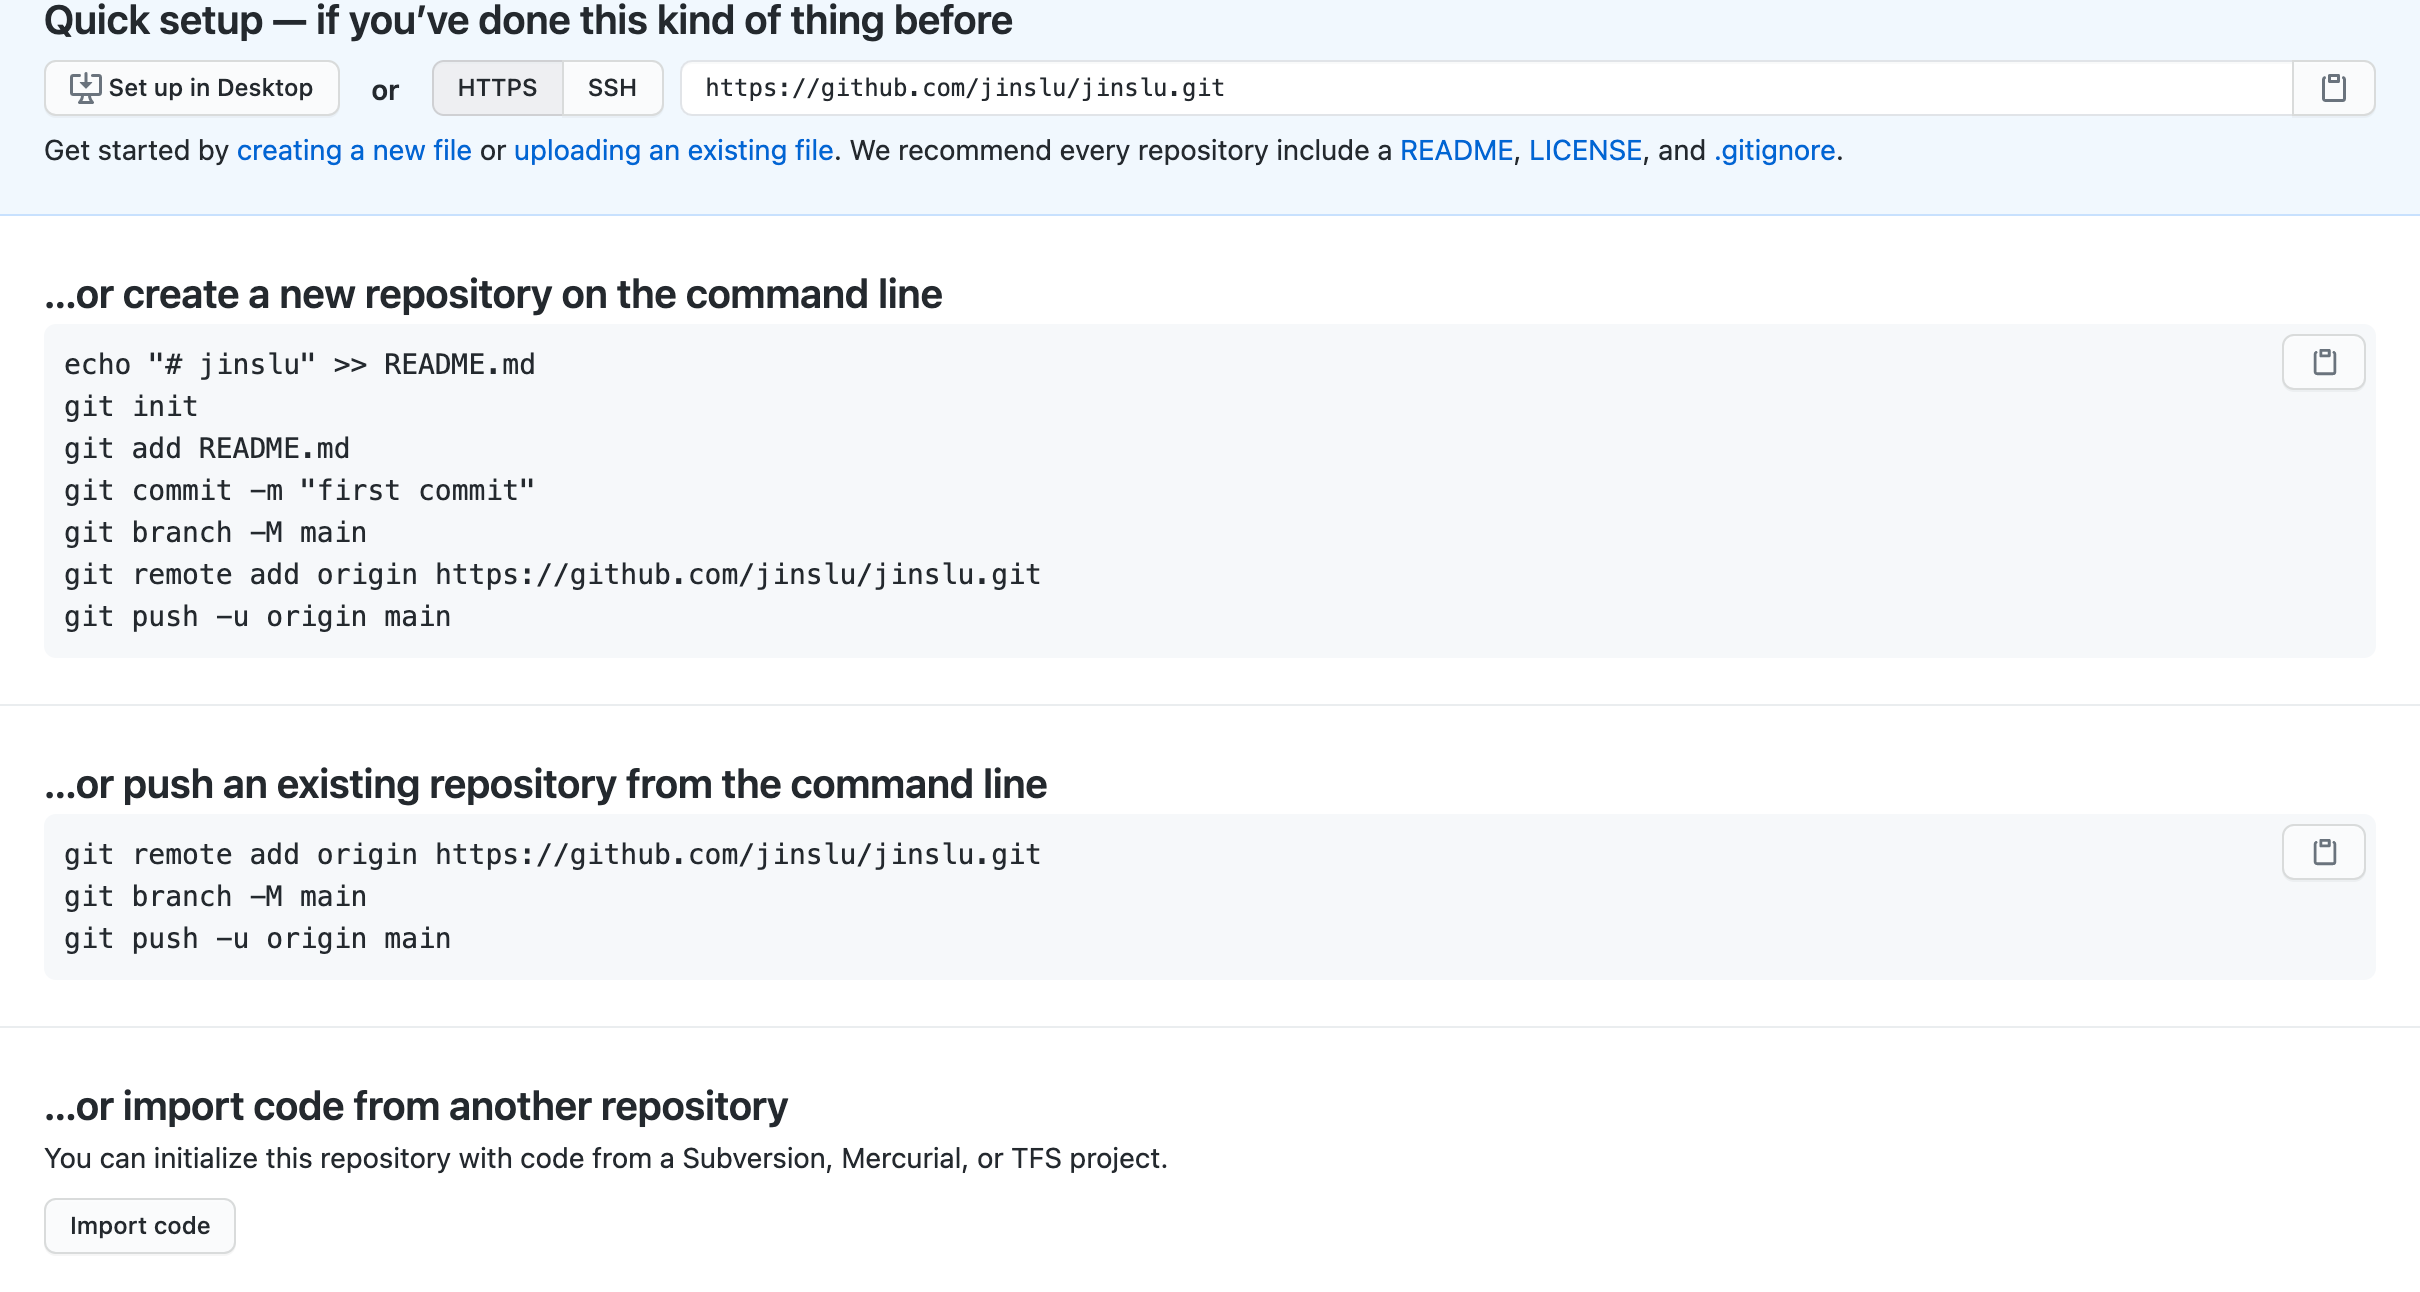 Quick setup — if you’ve done this kind of thing before
Set up in Desktop or HTTPS SSH https://github.com/jinslu/jinslu.git
Get started by creating a new file or uploading an existing file. We recommend every repository include a README, LICENSE, and .gitignore.
…or create a new repository on the command line
echo "# jinslu" >> README.md
git init
git add README.md
git commit -m "first commit"
git branch -M main
git remote add origin https://github.com/jinslu/jinslu.git
git push -u origin main
…or push an existing repository from the command line
git remote add origin https://github.com/jinslu/jinslu.git
git branch -M main
git push -u origin main
…or import code from another repository
You can initialize this repository with code from a Subversion, Mercurial, or TFS project.
Import code